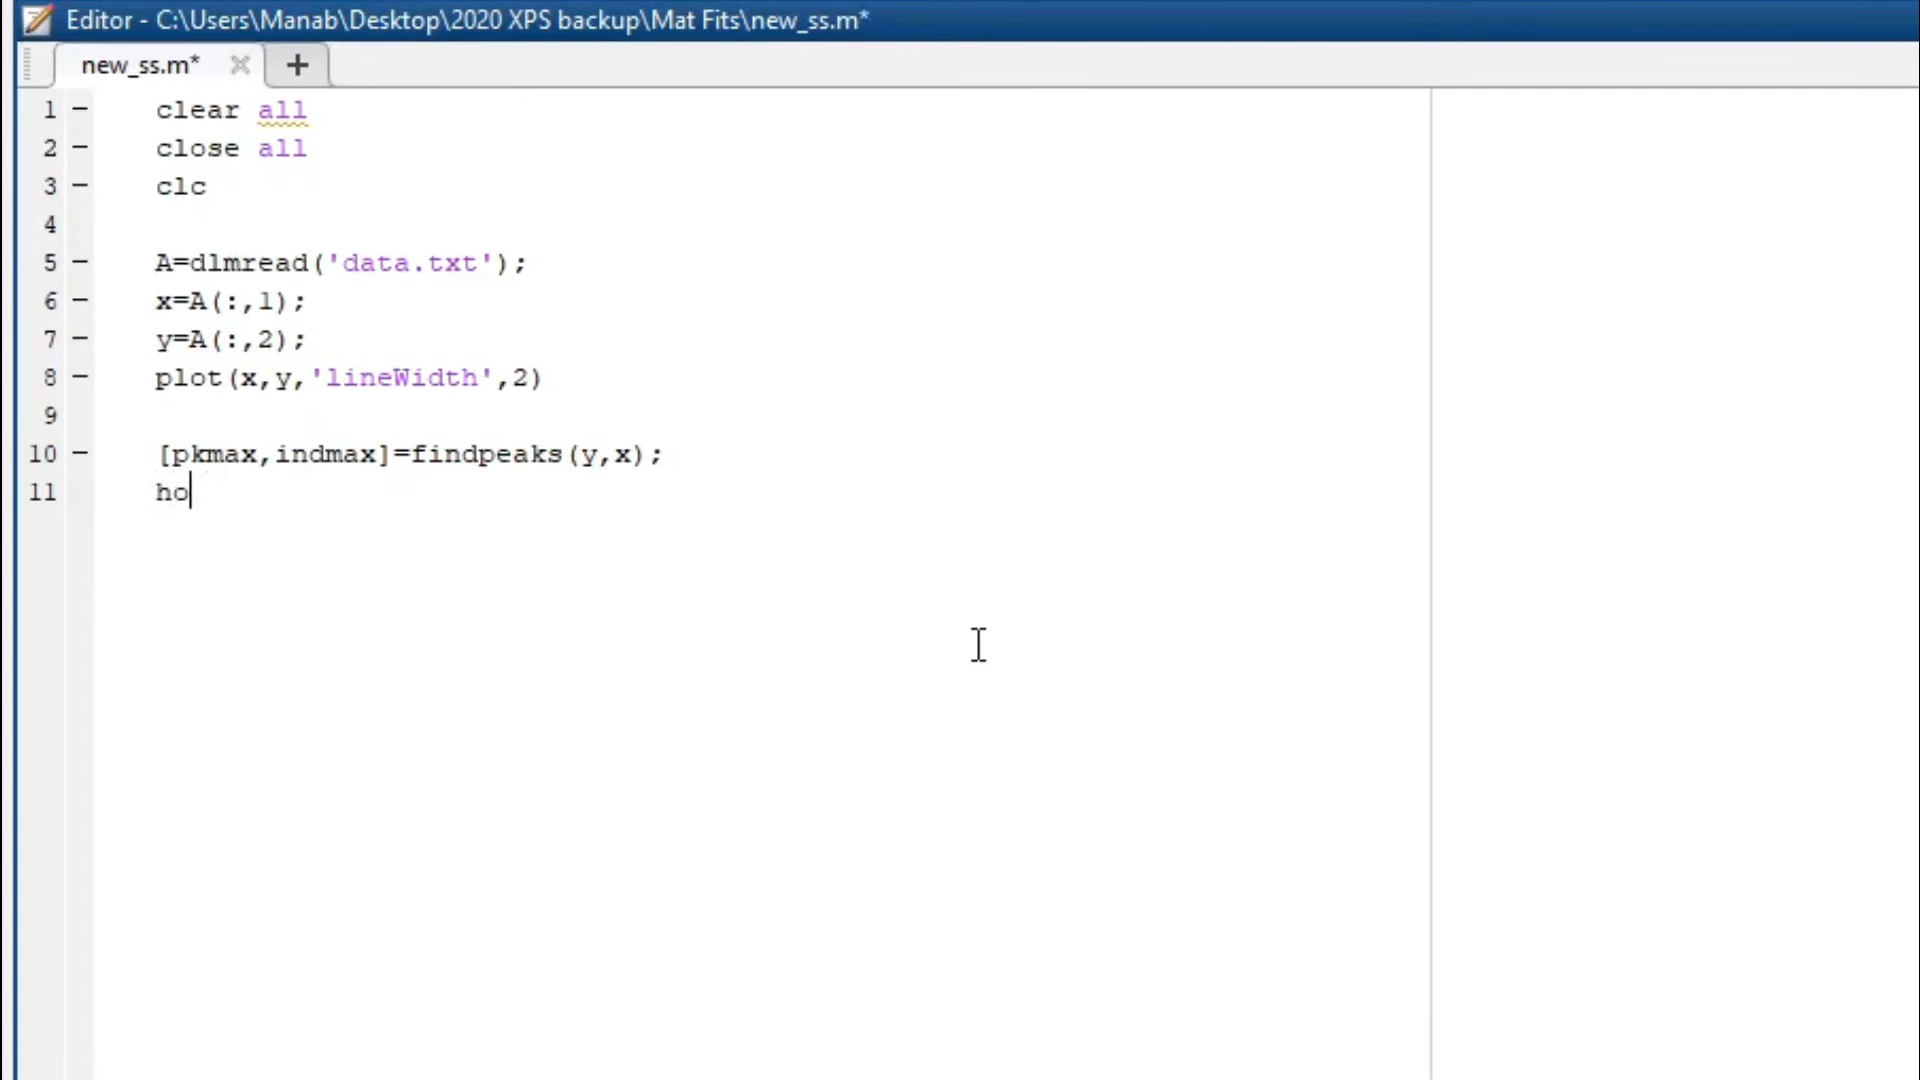 Editor - C:\Users\Manab\Desktop\2020 XPS backup\Mat Fits\new_ss.m*
new_ss.m*
1 - clear all
2 - close all
3 - clc
4
5 - A=dlmread('data.txt');
6 - x=A(:,1);
7 - y=A(:,2);
8 - plot(x,y,'lineWidth',2)
9
10 - [pkmax,indmax]=findpeaks(y,x);
11 ho